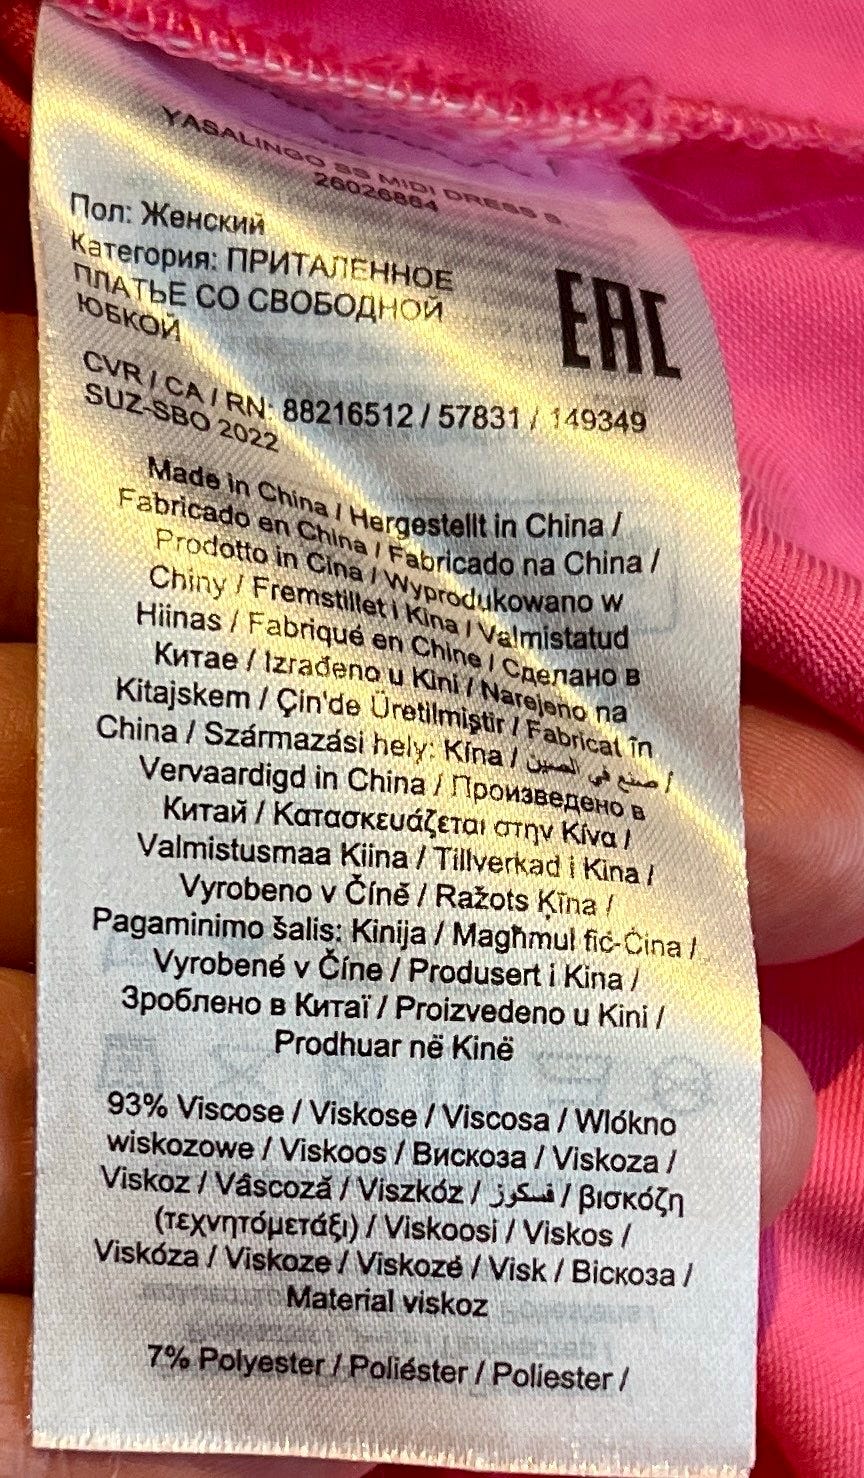 YASALINGO SS MIDI DRESS S.
26026884
Пол: Женский
Категория: ПРИТАЛЕННОЕ
ПЛАТЬЕ СО СВОБОДНОЙ
ЮБКОЙ
EAC
CVR / CA / RN: 88216512 / 57831 / 149349
SUZ-SBO 2022
Made in China / Hergestellt in China /
Fabricado en China / Fabricado na China /
Prodotto in Cina / Wyprodukowano w
Chiny / Fremstillet i Kina / Valmistatud
Hiinas / Fabriqué en Chine / Сделано в
Китае / Izrađeno u Kini / Narejeno na
Kitajskem / Çin'de Üretilmiştir / Fabricat în
China / Származási hely: Kína / صنع في الصين /
Vervaardigd in China / Произведено в
Китай / Κατασκευάζεται στην Κίνα /
Valmistusmaa Kiina / Tillverkad i Kina /
Vyrobeno v Číně / Ražots Ķīna /
Pagaminimo šalis: Kinija / Magħmul fiċ-Ċina /
Vyrobené v Číne / Produsert i Kina /
Зроблено в Китаї / Proizvedeno u Kini /
Prodhuar në Kinë
93% Viscose / Viskose / Viscosa / Wlókno
wiskozowe / Viskoos / Вискоза / Viskoza /
Viskoz / Vâscoză / Viszkóz / فسكوز / βισκόζη
(τεχνητόμετάξι) / Viskoosi / Viskos /
Viskóza / Viskoze / Viskozė / Visk / Віскоза /
Material viskoz
7% Polyester / Poliéster / Poliester /